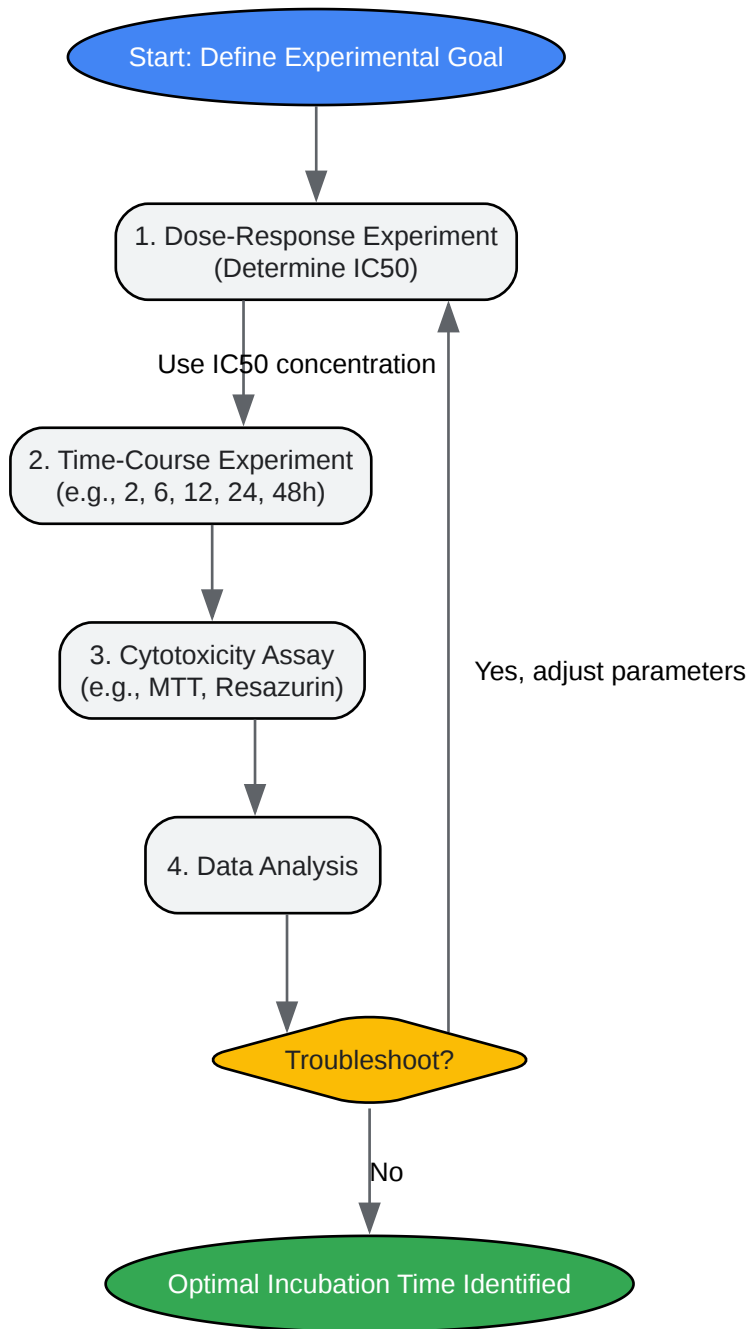 Start: Define Experimental Goal
1. Dose-Response Experiment
(Determine IC50)
Use IC50 concentration
2. Time-Course Experiment
(e.g., 2, 6, 12, 24, 48h)
3. Cytotoxicity Assay
(e.g., MTT, Resazurin)
Yes, adjust parameters
4. Data Analysis
Troubleshoot?
No
Optimal Incubation Time Identified